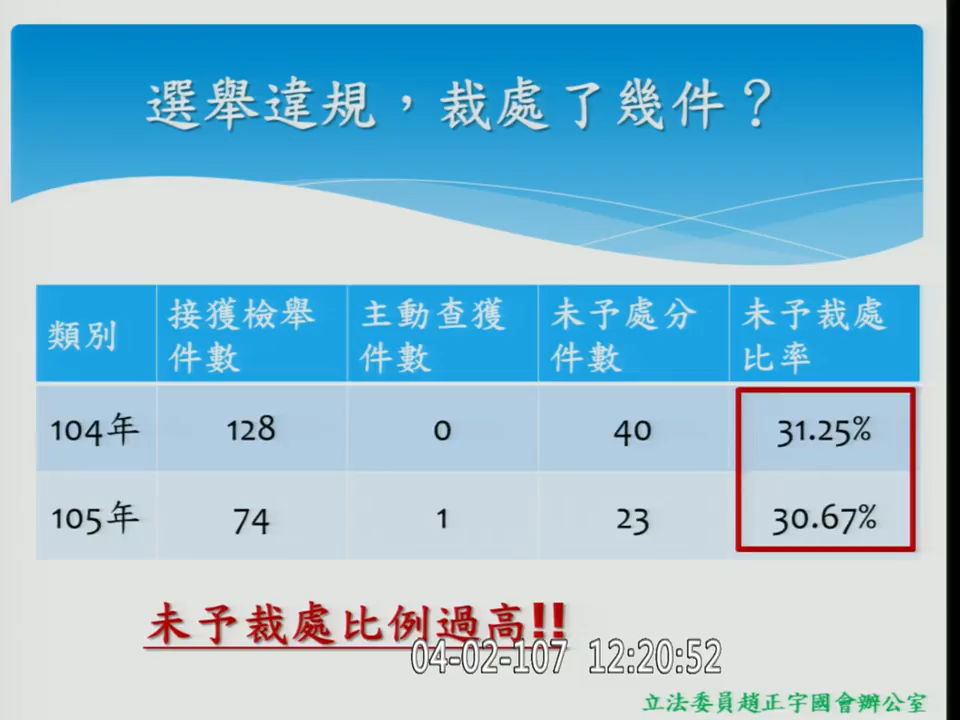 選舉違規，裁處了幾件？
類別 接獲檢舉件數 主動查獲件數 未予處分件數 未予裁處比率
104年 128 0 40 31.25%
105年 74 1 23 30.67%
未予裁處比例過高!!
04-02-107 12:20:52
立法委員趙正宇國會辦公室